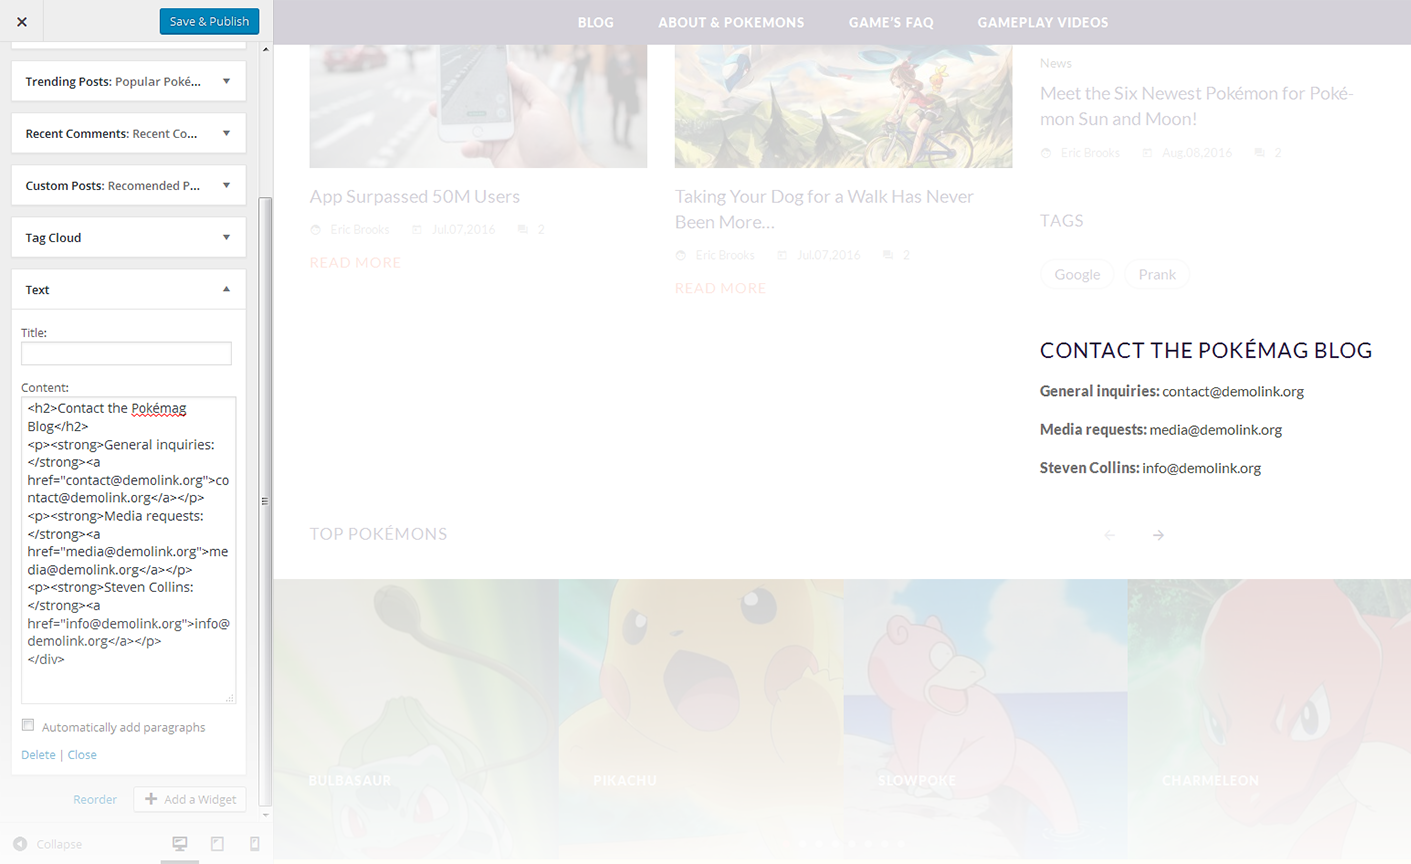 Save & Publish
Trending Posts: Popular Poké...
Recent Comments: Recent Co...
Custom Posts: Recomended P...
Tag Cloud
Text
Title:
Content:
<h2>Contact the Pokémag
Blog</h2>
<p><strong>General inquiries:
</strong><a
href="contact@demolink.org">co
ntact@demolink.org</a></p>
<p><strong>Media requests:
</strong><a
href="media@demolink.org">me
dia@demolink.org</a></p>
<p><strong>Steven Collins:
</strong><a
href="info@demolink.org">info@
demolink.org</a></p>
</div>
Automatically add paragraphs
Delete | Close
Reorder
Add a Widget
Collapse
BLOG ABOUT & POKEMONS GAME'S FAQ GAMEPLAY VIDEOS
App Surpassed 50M Users
Eric Brooks Jul.07,2016 2
READ MORE
Taking Your Dog for a Walk Has Never
Been More...
Eric Brooks Jul.07,2016 2
READ MORE
News
Meet the Six Newest Pokémon for Poké-
mon Sun and Moon!
Eric Brooks Aug.08,2016 2
TAGS
Google Prank
CONTACT THE POKÉMAG BLOG
General inquiries: contact@demolink.org
Media requests: media@demolink.org
Steven Collins: info@demolink.org
TOP POKÉMONS
BULBASAUR PIKACHU SLOWPOKE CHARMELEON